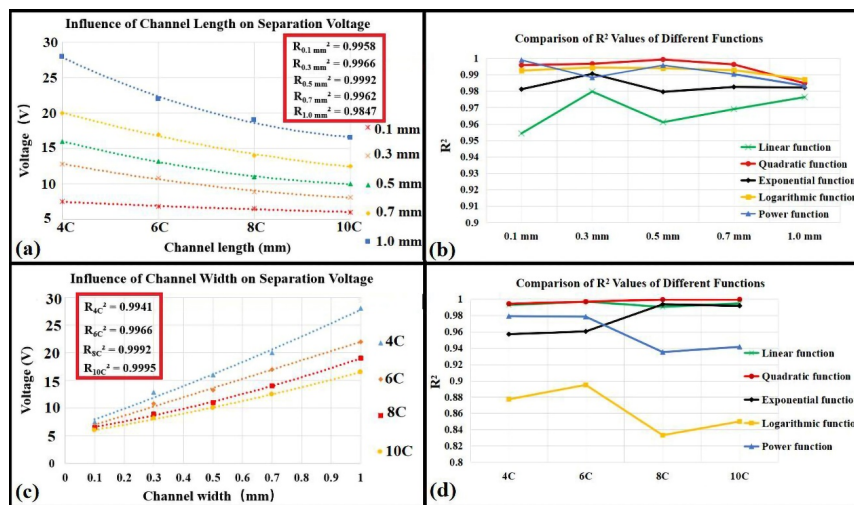 Influence of Channel Length on Separation Voltage
30
25
20
15
10
5
Voltage (V)
R0.1 mm² = 0.9958
R0.3 mm² = 0.9966
R0.5 mm² = 0.9992
R0.7 mm² = 0.9962
R1.0 mm² = 0.9847
0.1 mm
0.3 mm
0.5 mm
0.7 mm
1.0 mm
4C 6C 8C 10C
(a) Channel length (mm)
Comparison of R² Values of Different Functions
1
0.99
0.98
0.97
0.96
0.95
0.94
0.93
0.92
0.91
0.9
R²
Linear function
Quadratic function
Exponential function
Logarithmic function
Power function
0.1 mm 0.3 mm 0.5 mm 0.7 mm 1.0 mm
(b)
Influence of Channel Width on Separation Voltage
30
25
20
15
10
5
0
Voltage (V)
R4C² = 0.9941
R6C² = 0.9966
R8C² = 0.9992
R10C² = 0.9995
4C
6C
8C
10C
0 0.1 0.2 0.3 0.4 0.5 0.6 0.7 0.8 0.9 1
(c) Channel width (mm)
Comparison of R² Values of Different Functions
1
0.98
0.96
0.94
0.92
0.9
0.88
0.86
0.84
0.82
0.8
R²
Linear function
Quadratic function
Exponential function
Logarithmic function
Power function
4C 6C 8C 10C
(d)